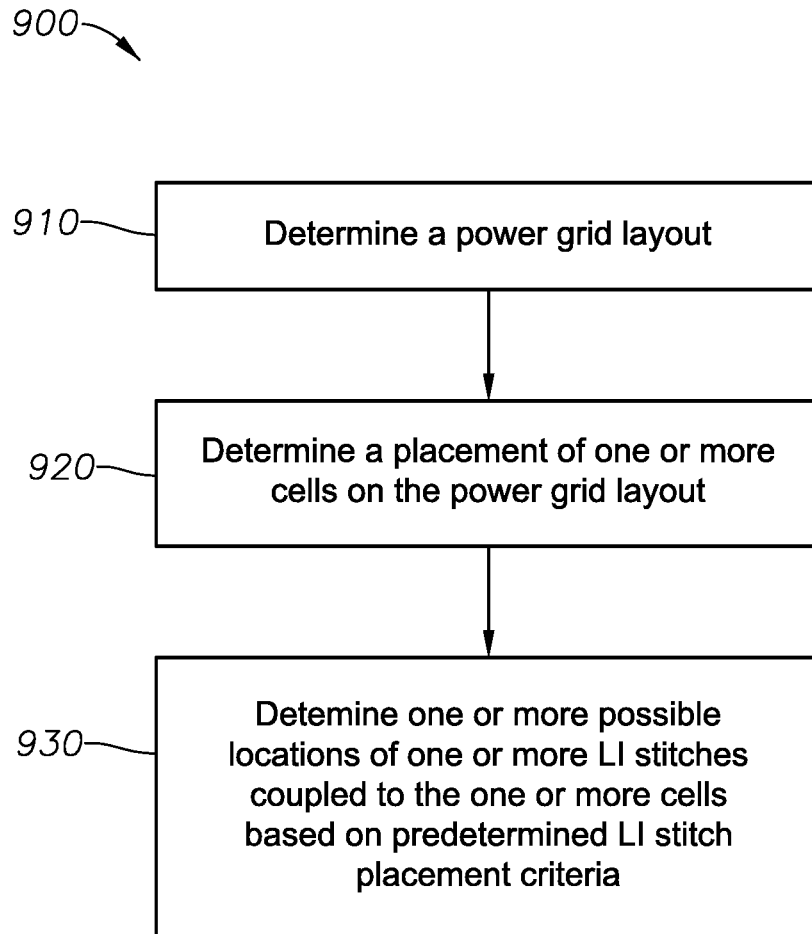 900
910
Determine a power grid layout
920
Determine a placement of one or more
cells on the power grid layout
930
Detemine one or more possible
locations of one or more LI stitches
coupled to the one or more cells
based on predetermined LI stitch
placement criteria